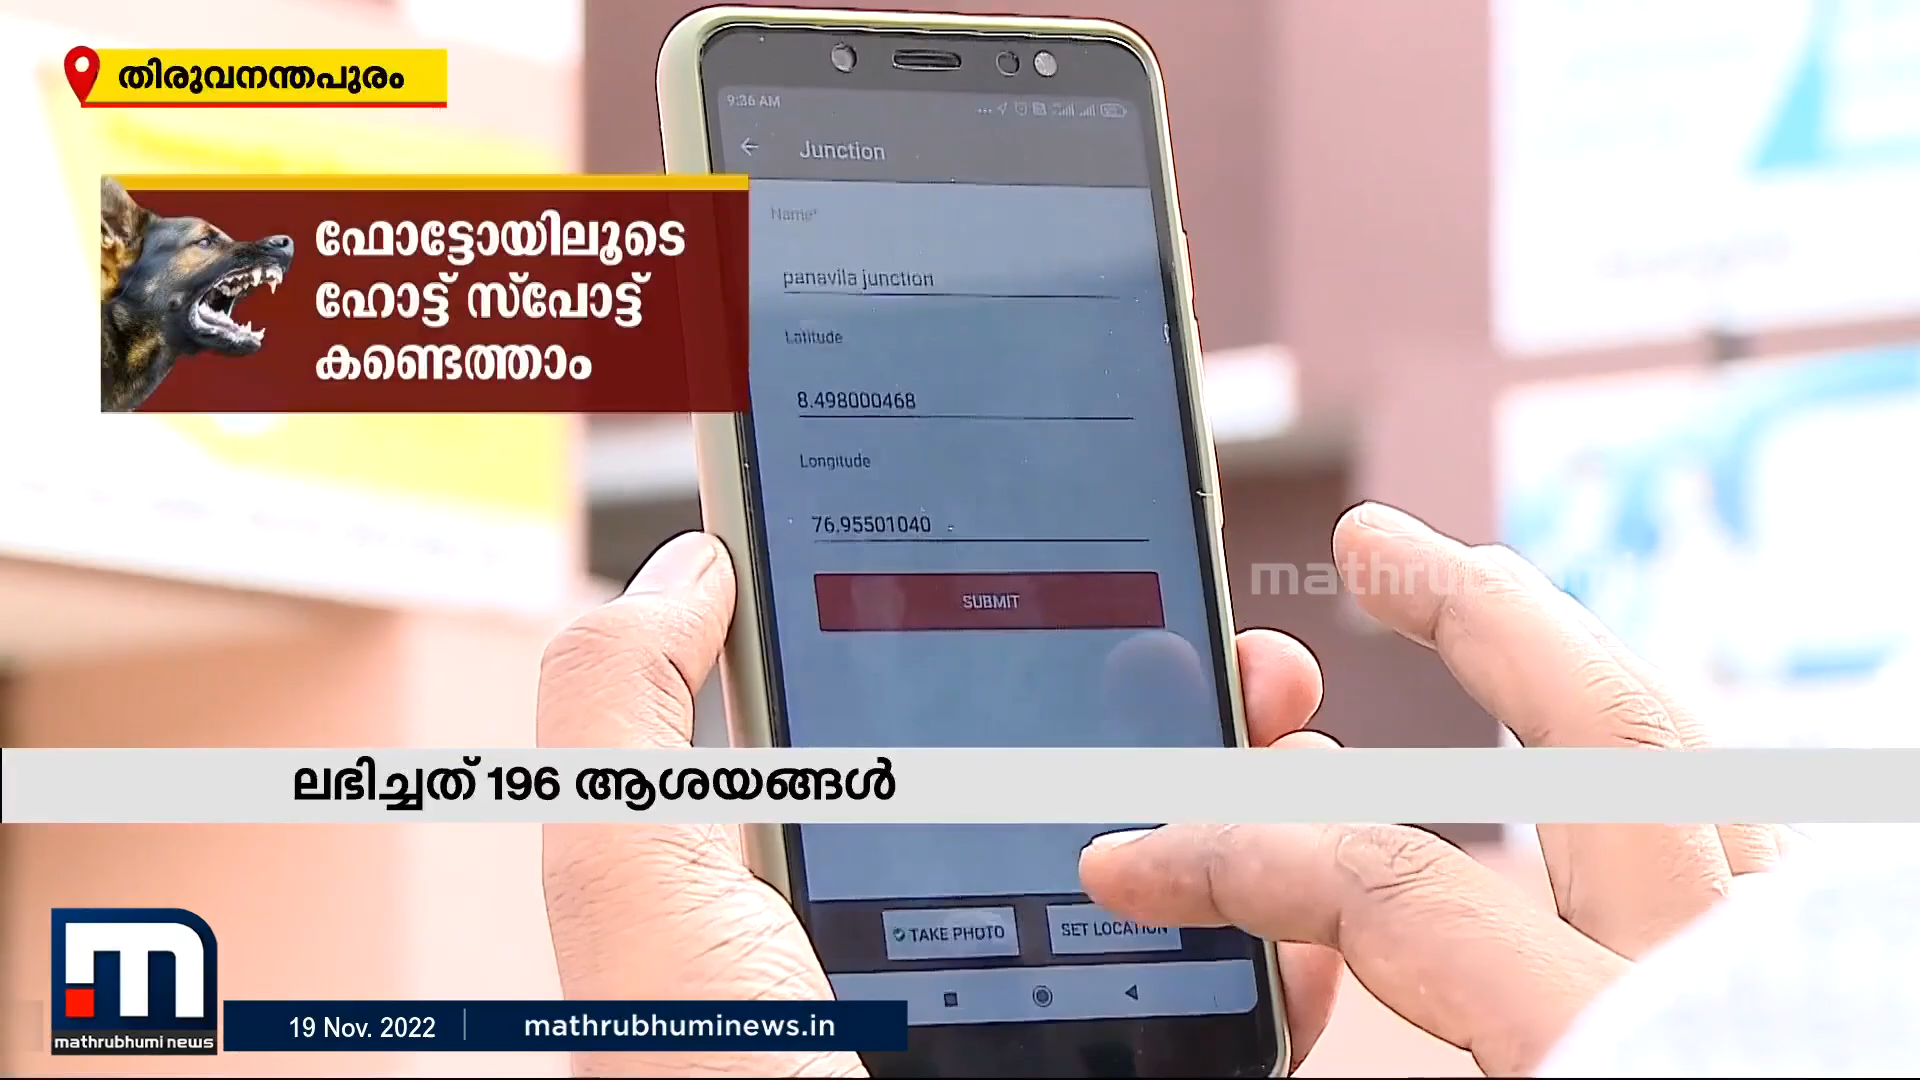 തിരുവനന്തപുരം
ഫോട്ടോയിലൂടെ
ഹോട്ട് സ്പോട്ട്
കണ്ടെത്താം
9:36 AM
Junction
Name*
panavila junction
Latitude
8.498000468
Longitude
76.95501040
SUBMIT
ലഭിച്ചത് 196 ആശയങ്ങൾ
TAKE PHOTO
SET LOCATION
mathrubhumi news
19 Nov. 2022
mathrubhuminews.in